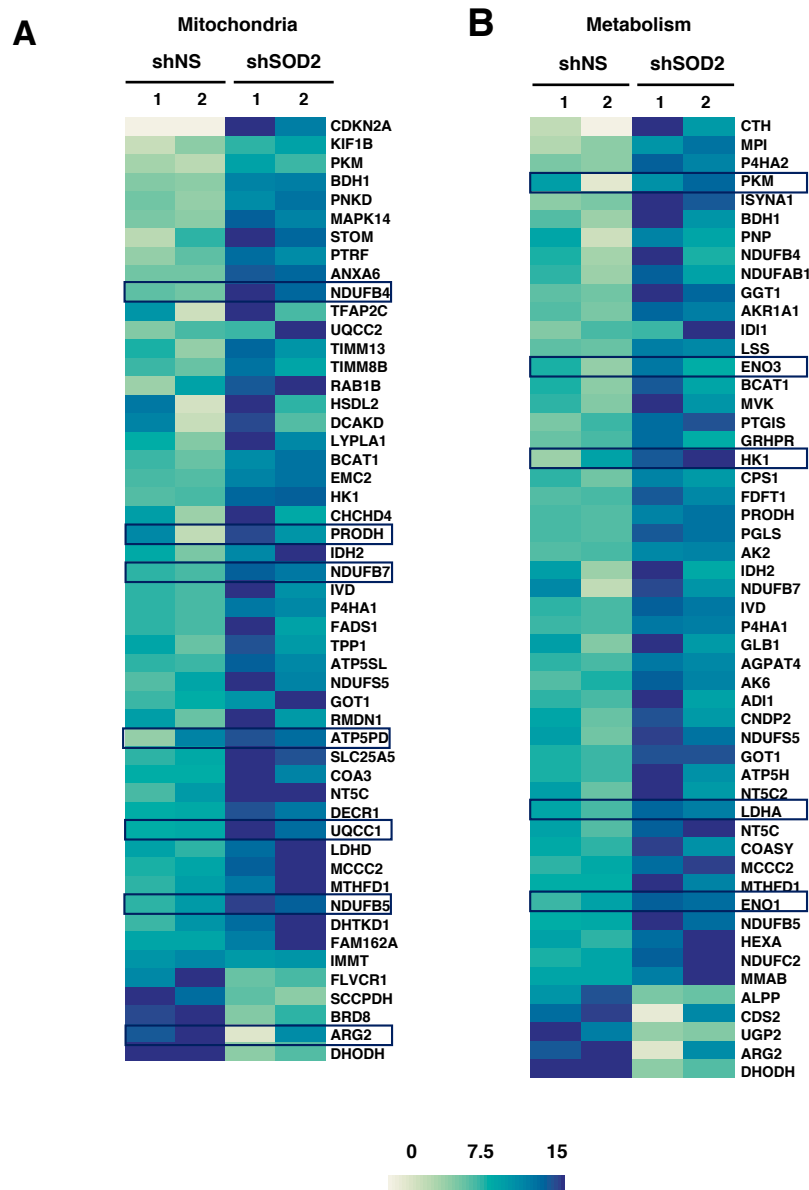 A
Mitochondria
shNS shSOD2
1 2 1 2
CDKN2A
KIF1B
PKM
BDH1
PNKD
MAPK14
STOM
PTRF
ANXA6
NDUFB4
TFAP2C
UQCC2
TIMM13
TIMM8B
RAB1B
HSDL2
DCAKD
LYPLA1
BCAT1
EMC2
HK1
CHCHD4
PRODH
IDH2
NDUFB7
IVD
P4HA1
FADS1
TPP1
ATP5SL
NDUFS5
GOT1
RMDN1
ATP5PD
SLC25A5
COA3
NT5C
DECR1
UQCC1
LDHD
MCCC2
MTHFD1
NDUFB5
DHTKD1
FAM162A
IMMT
FLVCR1
SCCPDH
BRD8
ARG2
DHODH
B
Metabolism
shNS shSOD2
1 2 1 2
CTH
MPI
P4HA2
PKM
ISYNA1
BDH1
PNP
NDUFB4
NDUFAB1
GGT1
AKR1A1
IDI1
LSS
ENO3
BCAT1
MVK
PTGIS
GRHPR
HK1
CPS1
FDFT1
PRODH
PGLS
AK2
IDH2
NDUFB7
IVD
P4HA1
GLB1
AGPAT4
AK6
ADI1
CNDP2
NDUFS5
GOT1
ATP5H
NT5C2
LDHA
NT5C
COASY
MCCC2
MTHFD1
ENO1
NDUFB5
HEXA
NDUFC2
MMAB
ALPP
CDS2
UGP2
ARG2
DHODH
0 7.5 15